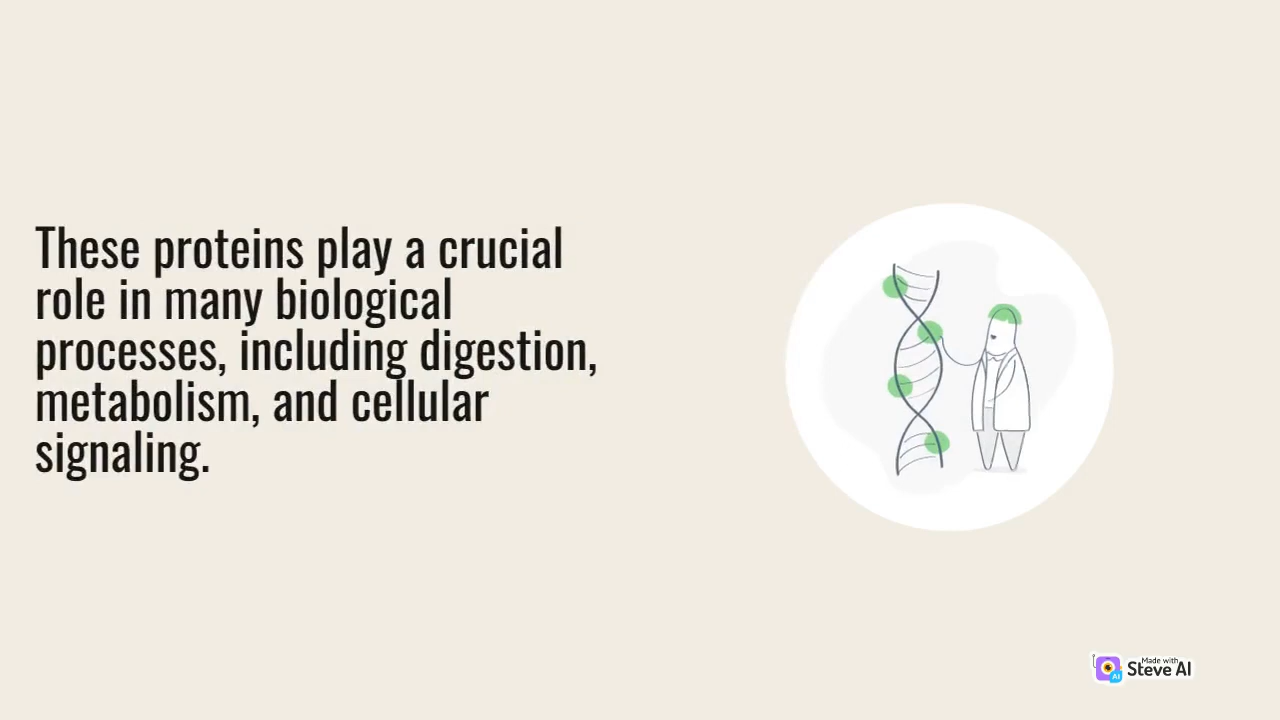 These proteins play a crucial
role in many biological
processes, including digestion,
metabolism, and cellular
signaling.
Made with
Steve AI
AI